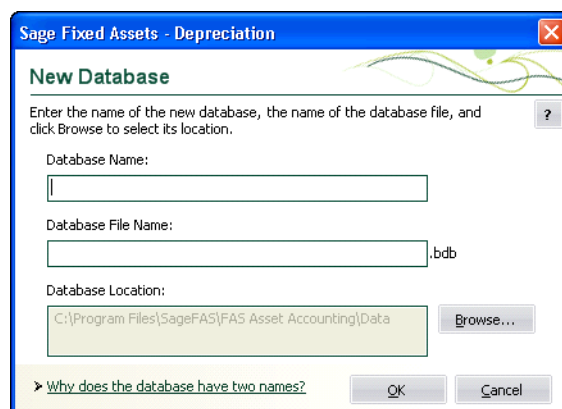 Sage Fixed Assets - Depreciation
New Database
Enter the name of the new database, the name of the database file, and
click Browse to select its location.
?
Database Name:
Database File Name:
.bdb
Database Location:
C:\Program Files\SageFAS\FAS Asset Accounting\Data
Browse...
Why does the database have two names?
OK
Cancel